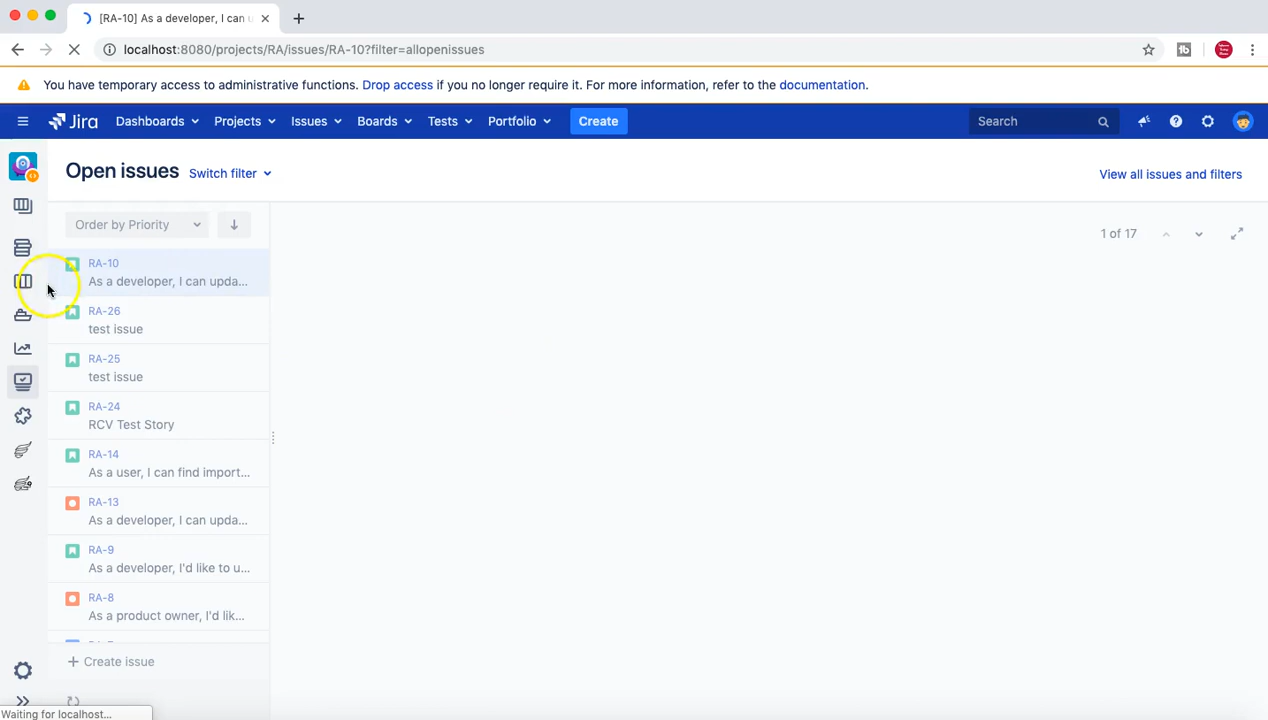 [RA-10] As a developer, I can u
localhost:8080/projects/RA/issues/RA-10?filter=allopenissues
You have temporary access to administrative functions. Drop access if you no longer require it. For more information, refer to the documentation.
Jira Dashboards Projects Issues Boards Tests Portfolio Create Search
Open issues Switch filter View all issues and filters
Order by Priority 1 of 17
RA-10
As a developer, I can upda...
RA-26
test issue
RA-25
test issue
RA-24
RCV Test Story
RA-14
As a user, I can find import...
RA-13
As a developer, I can upda...
RA-9
As a developer, I'd like to u...
RA-8
As a product owner, I'd lik...
+ Create issue
Waiting for localhost...